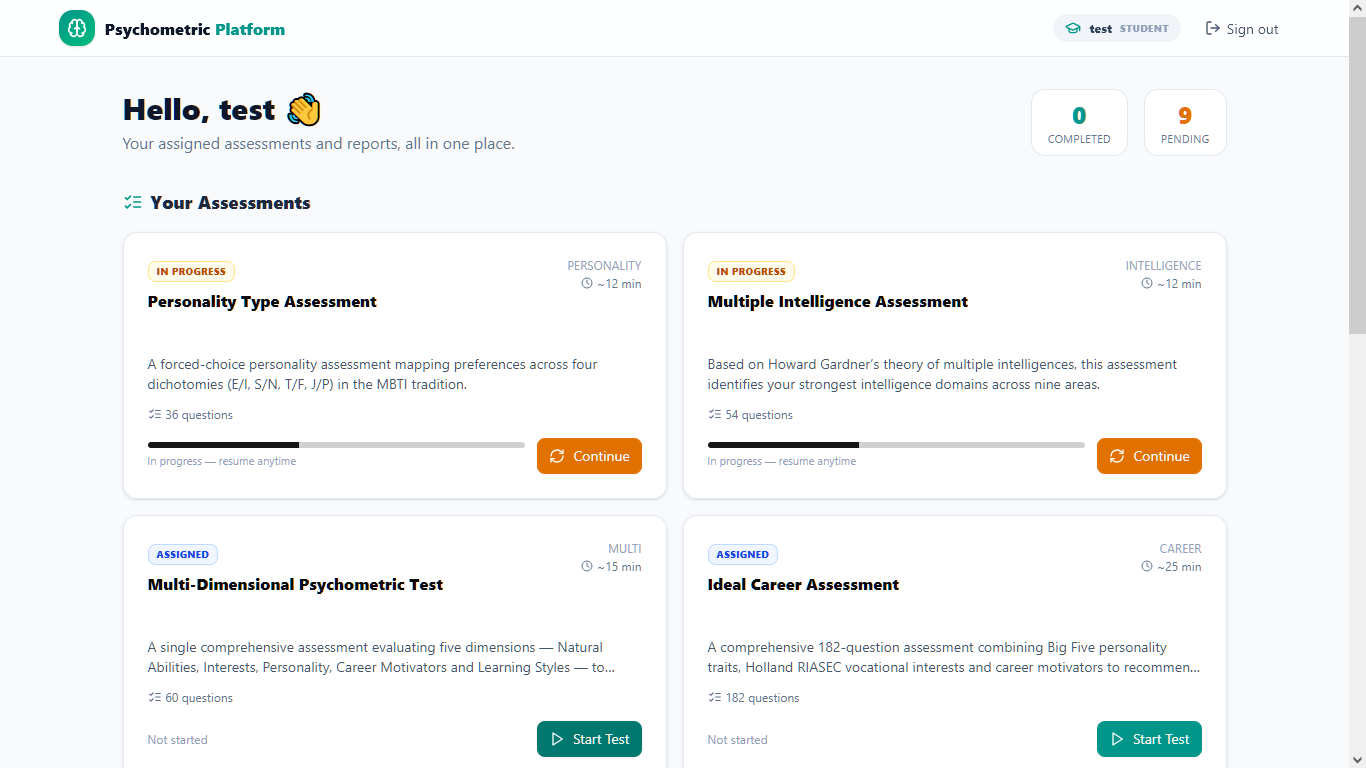 Psychometric Platform
test STUDENT
Sign out
Hello, test 👋
Your assigned assessments and reports, all in one place.
0
COMPLETED
9
PENDING
Your Assessments
IN PROGRESS
PERSONALITY
~12 min
Personality Type Assessment
A forced-choice personality assessment mapping preferences across four
dichotomies (E/I, S/N, T/F, J/P) in the MBTI tradition.
36 questions
In progress — resume anytime
Continue
IN PROGRESS
INTELLIGENCE
~12 min
Multiple Intelligence Assessment
Based on Howard Gardner's theory of multiple intelligences, this assessment
identifies your strongest intelligence domains across nine areas.
54 questions
In progress — resume anytime
Continue
ASSIGNED
MULTI
~15 min
Multi-Dimensional Psychometric Test
A single comprehensive assessment evaluating five dimensions — Natural
Abilities, Interests, Personality, Career Motivators and Learning Styles — to...
60 questions
Not started
Start Test
ASSIGNED
CAREER
~25 min
Ideal Career Assessment
A comprehensive 182-question assessment combining Big Five personality
traits, Holland RIASEC vocational interests and career motivators to recommen...
182 questions
Not started
Start Test